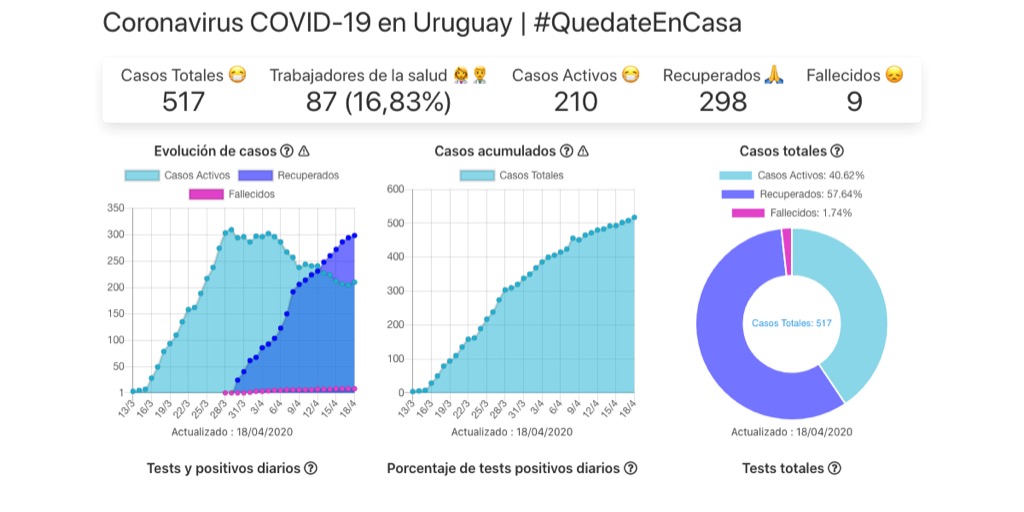 Coronavirus COVID-19 en Uruguay | #QuedateEnCasa
Casos Totales 😷 Trabajadores de la salud 👩‍⚕️👨‍⚕️ Casos Activos 😷 Recuperados 🙏 Fallecidos 😞
517 87 (16,83%) 210 298 9
Evolución de casos
Casos Activos Recuperados
Fallecidos
350
300
250
200
150
100
50
1
13/3 16/3 19/3 22/3 25/3 28/3 31/3 3/4 6/4 9/4 12/4 15/4 18/4
Actualizado : 18/04/2020
Casos acumulados
Casos Totales
600
500
400
300
200
100
0
13/3 16/3 19/3 22/3 25/3 28/3 31/3 3/4 6/4 9/4 12/4 15/4 18/4
Actualizado : 18/04/2020
Casos totales
Casos Activos: 40.62%
Recuperados: 57.64%
Fallecidos: 1.74%
Casos Totales: 517
Actualizado : 18/04/2020
Tests y positivos diarios
Porcentaje de tests positivos diarios
Tests totales